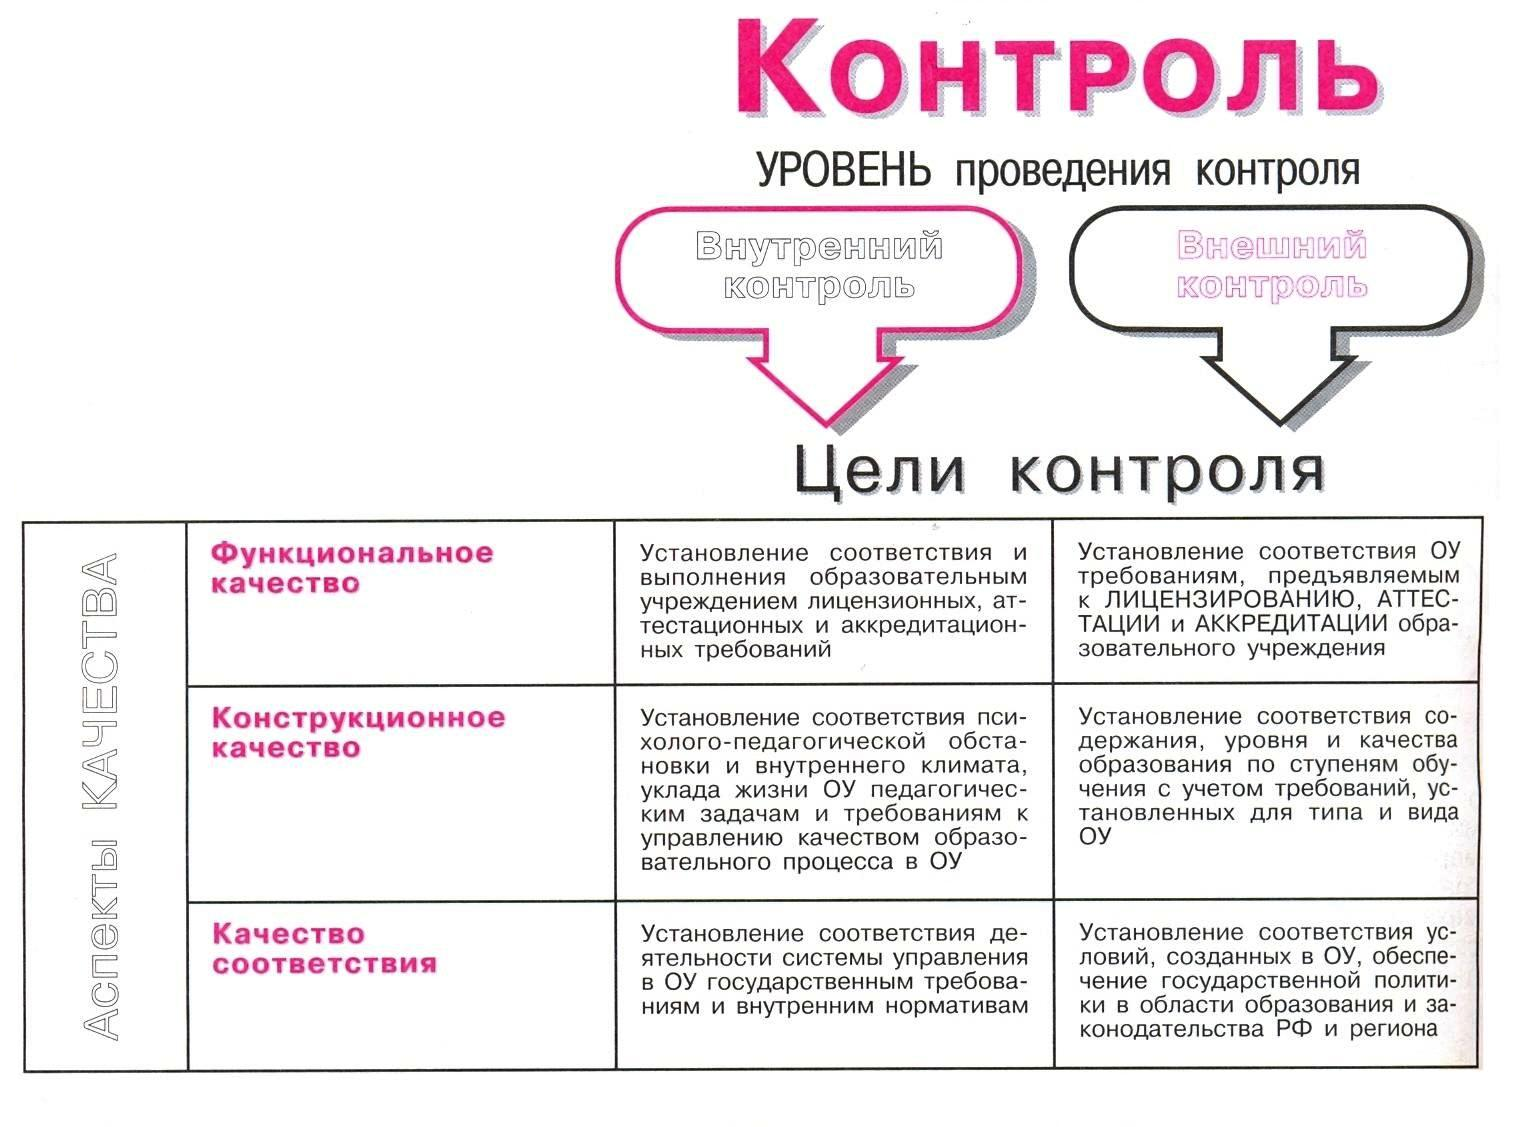 Контроль
УРОВЕНЬ проведения контроля
Внутренний
контроль
Внешний
контроль
Цели контроля
Аспекты КАЧЕСТВА
Функциональное
качество
Установление соответствия и
выполнения образовательным
учреждением лицензионных, ат-
тестационных и аккредитацион-
ных требований
Установление соответствия ОУ
требованиям, предъявляемым
к ЛИЦЕНЗИРОВАНИЮ, АТТЕС-
ТАЦИИ и АККРЕДИТАЦИИ обра-
зовательного учреждения
Конструкционное
качество
Установление соответствия пси-
холого-педагогической обста-
новки и внутреннего климата,
уклада жизни ОУ педагогичес-
ким задачам и требованиям к
управлению качеством образо-
вательного процесса в ОУ
Установление соответствия со-
держания, уровня и качества
образования по ступеням обу-
чения с учетом требований, ус-
тановленных для типа и вида
ОУ
Качество
соответствия
Установление соответствия де-
ятельности системы управления
в ОУ государственным требова-
ниям и внутренним нормативам
Установление соответствия ус-
ловий, созданных в ОУ, обеспе-
чение государственной полити-
ки в области образования и за-
конодательства РФ и региона